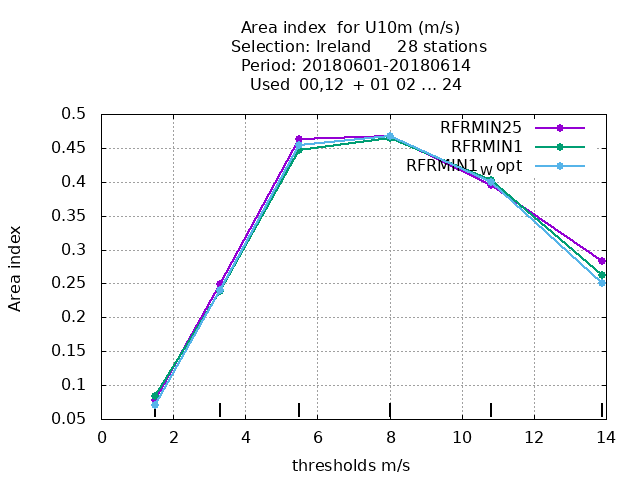 Area index  for U10m (m/s)
Selection: Ireland     28 stations
Period: 20180601-20180614
Used  00,12  + 01 02 ... 24
RFRMIN25
RFRMIN1
RFRMIN1w opt
Area index
0.5
0.45
0.4
0.35
0.3
0.25
0.2
0.15
0.1
0.05
0 2 4 6 8 10 12 14
thresholds m/s